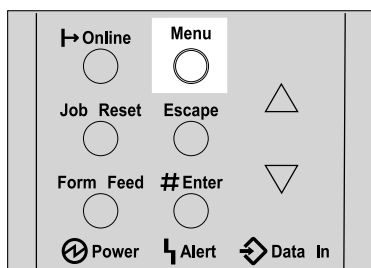 Online Menu
Job Reset Escape
Form Feed #Enter
Power Alert Data In